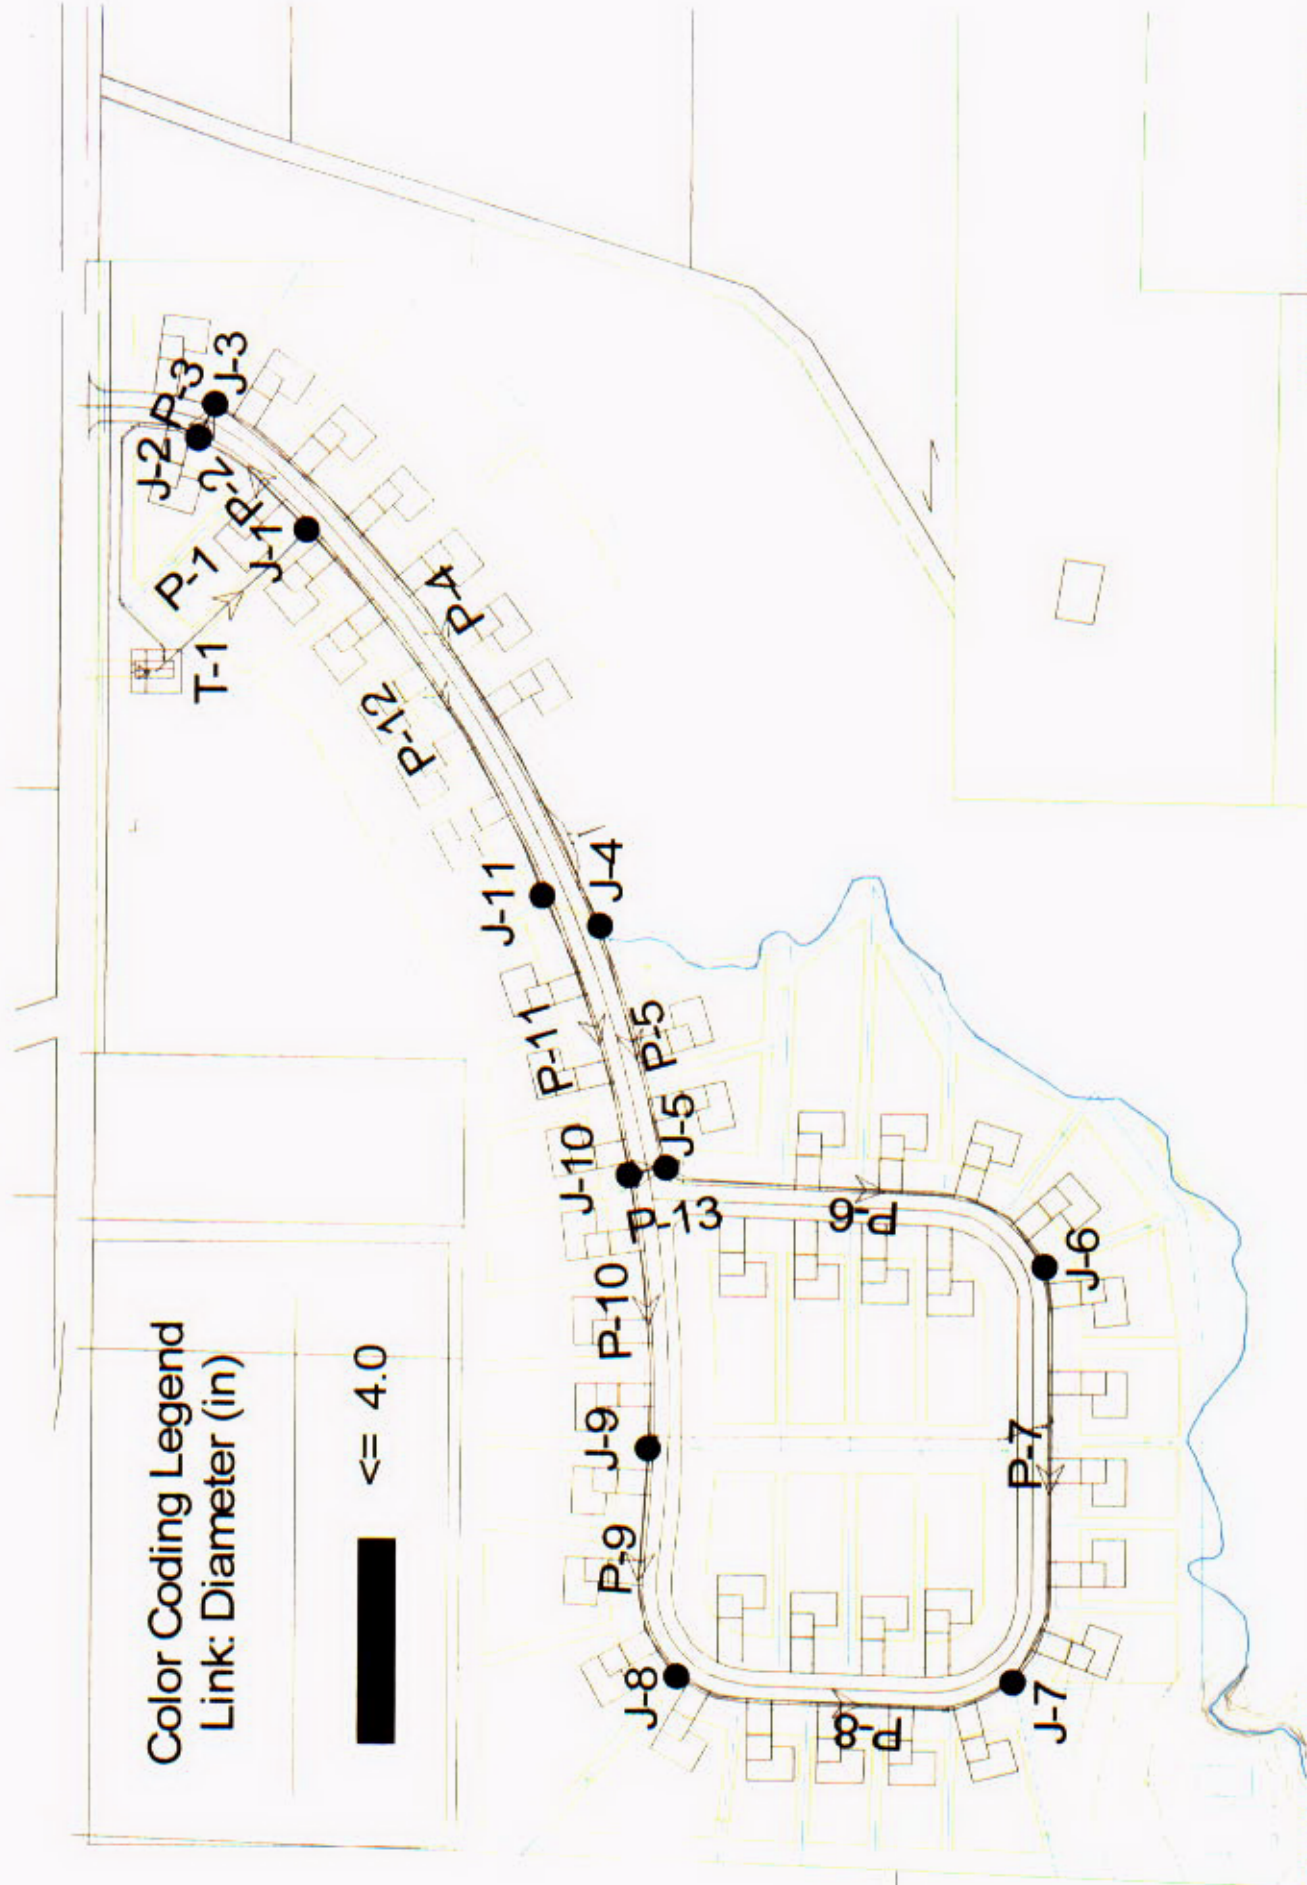 Color Coding Legend
Link: Diameter (in)
<= 4.0
P-3
J-3
J-2
P-2
J-1
P-1
T-1
P-4
P-12
J-11
J-4
P-11
P-5
J-10
J-5
P-13
P-6
P-10
J-6
J-9
P-7
P-9
J-8
P-8
J-7